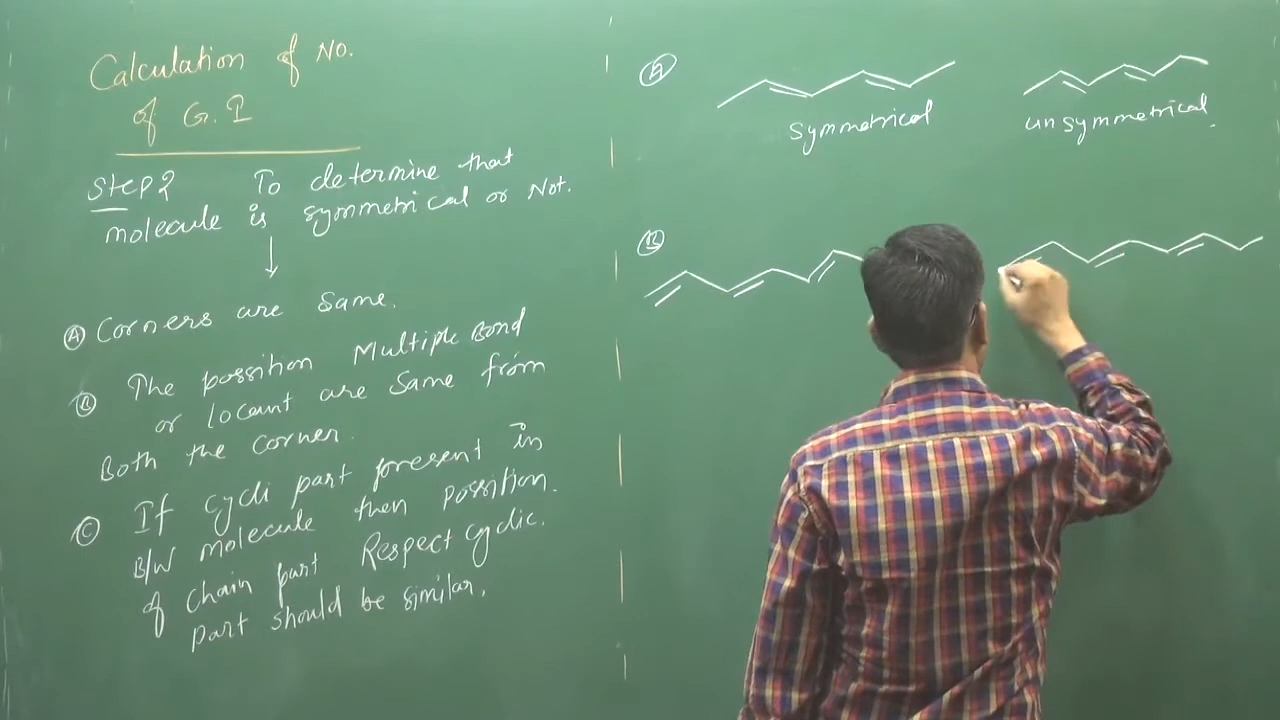 Calculation of No.
of G.I
Step 2 To determine that
molecule is symmetrical or Not.
(A) Corners are same.
(B) The possition Multiple Bond
or locant are same from
Both the corner.
(C) If cycli part present in
B/W molecule then possition
of chain part Respect cyclic.
part should be similar.
(A)
symmetrical
unsymmetrical
(B)